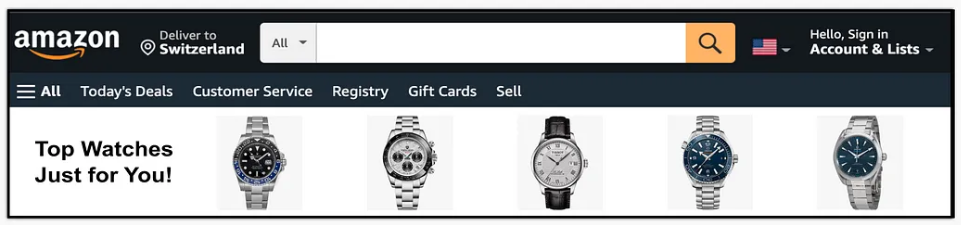 amazon
Deliver to
Switzerland
All
Hello, Sign in
Account & Lists
All
Today's Deals
Customer Service
Registry
Gift Cards
Sell
Top Watches
Just for You!